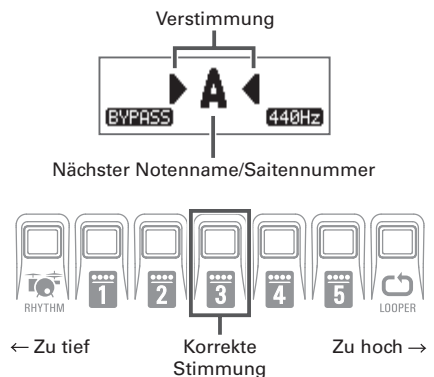 Verstimmung
A
BYPASS 440Hz
Nächster Notenname/Saitennummer
1 2 3 4 5
RHYTHM LOOPER
← Zu tief Korrekte Zu hoch →
Stimmung